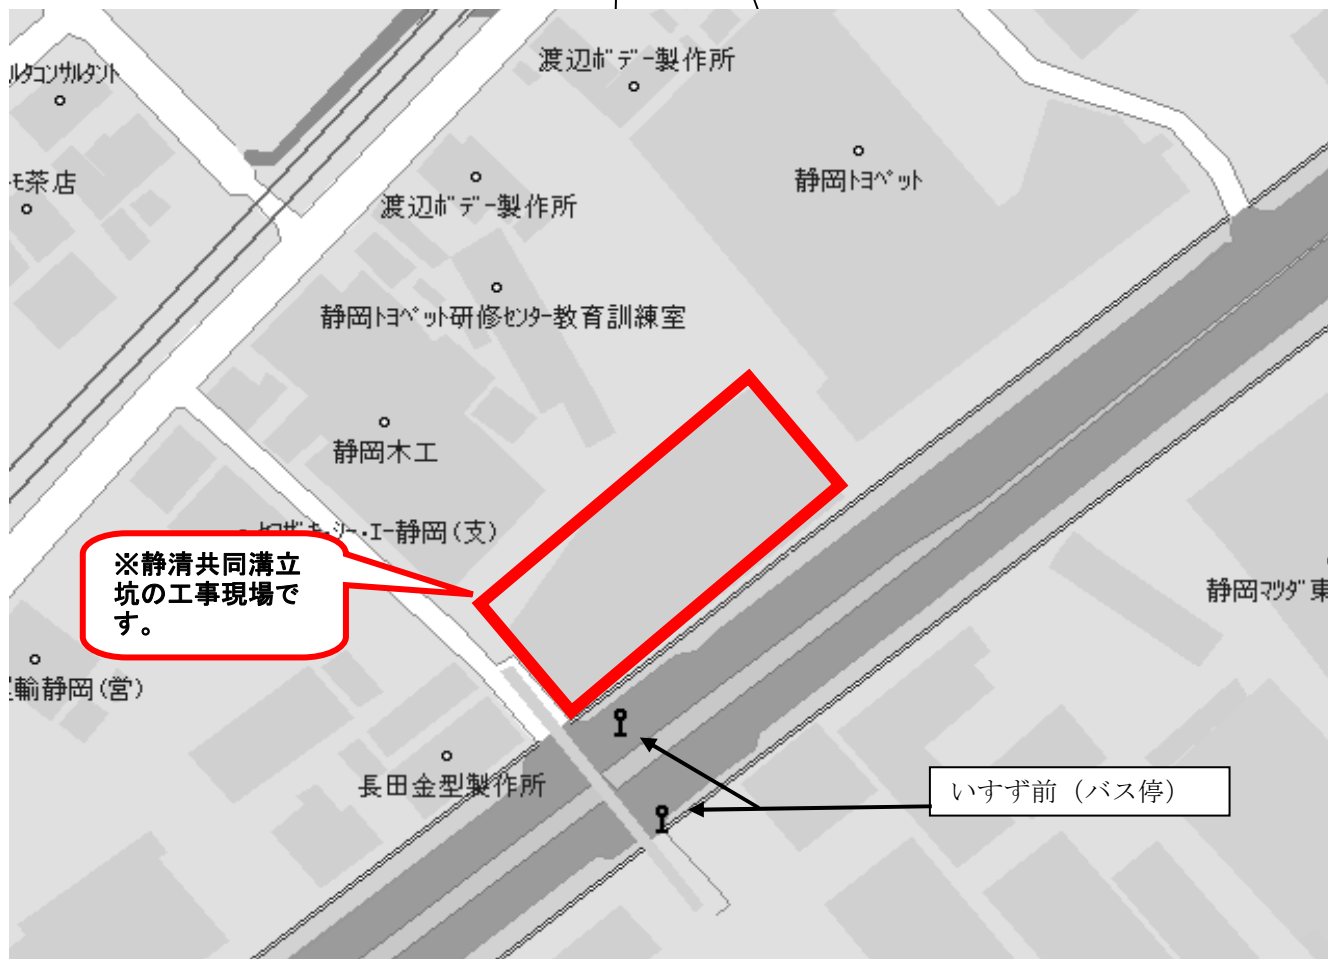 渡辺ﾎﾞﾃﾞｰ製作所
ﾙﾀｺﾝｻﾙﾀﾝﾄ
静岡ﾄﾖﾍﾟｯﾄ
ﾓ茶店
渡辺ﾎﾞﾃﾞｰ製作所
静岡ﾄﾖﾍﾟｯﾄ研修ｾﾝﾀｰ教育訓練室
静岡木工
ｼｰ･ｴｰ静岡(支)
※静清共同溝立
坑の工事現場で
す。
静岡ﾏﾂﾀﾞ東
輸静岡(営)
長田金型製作所
いすず前（バス停）